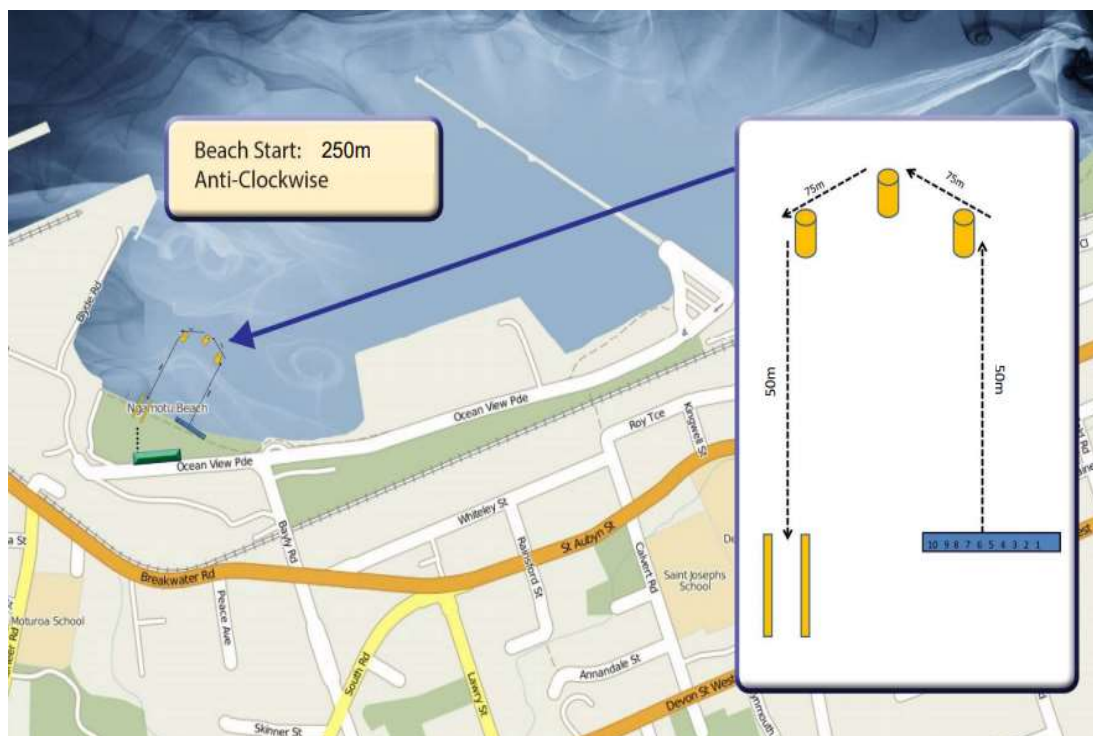 Beach Start: 250m
Anti-Clockwise
75m
75m
50m
50m
10 9 8 7 6 5 4 3 2 1
Blyde Rd
Ngamotu Beach
Ocean View Pde
Ocean View Pde
Roy Tce
Kingwell St
Bayly Rd
Whiteley St
St Aubyn St
Rainsford St
Calvert Rd
Saint Josephs
School
Breakwater Rd
Moturoa School
Peace Ave
South Rd
Lawry St
Annandale St
Devon St West
Skinner St